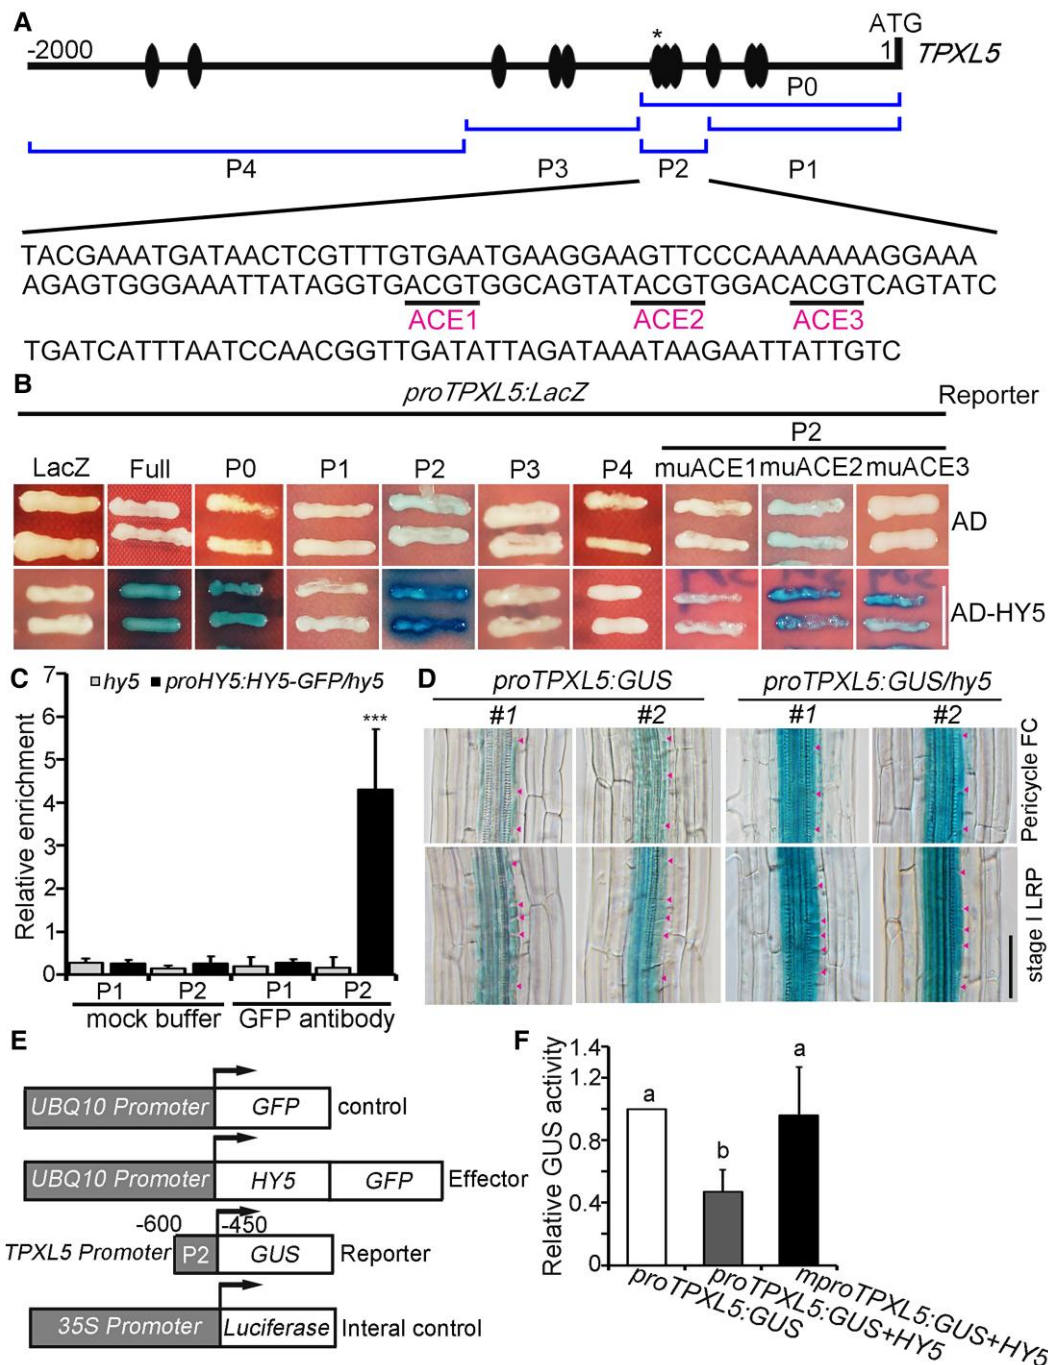 A
-2000
*
ATG
1
TPXL5
P0
P4
P3
P2
P1
TACGAAATGATAACTCGTTTGTGAATGAAGGAAGTTCCCAAAAAAAGGAAA
AGAGTGGGAAATTATAGGTGACGTGGCAGTATACGTGGACACGTCAGTATC
ACE1 ACE2 ACE3
TGATCATTTAATCCAACGGTTGATATTAGATAAATAAGAATTATTGTC
B
proTPXL5:LacZ
Reporter
P2
LacZ Full P0 P1 P2 P3 P4 muACE1 muACE2 muACE3
AD
AD-HY5
C
hy5 proHY5:HY5-GFP/hy5
***
Relative enrichment
7
6
5
4
3
2
1
0
P1 P2 P1 P2
mock buffer GFP antibody
D
proTPXL5:GUS proTPXL5:GUS/hy5
#1 #2 #1 #2
Pericycle FC
stage I LRP
E
UBQ10 Promoter GFP control
UBQ10 Promoter HY5 GFP Effector
-600 -450
TPXL5 Promoter P2 GUS Reporter
35S Promoter Luciferase Interal control
F
Relative GUS activity
1.4
1.2
0.8
0.4
0
a
b
a
proTPXL5:GUS
proTPXL5:GUS+HY5
mproTPXL5:GUS+HY5